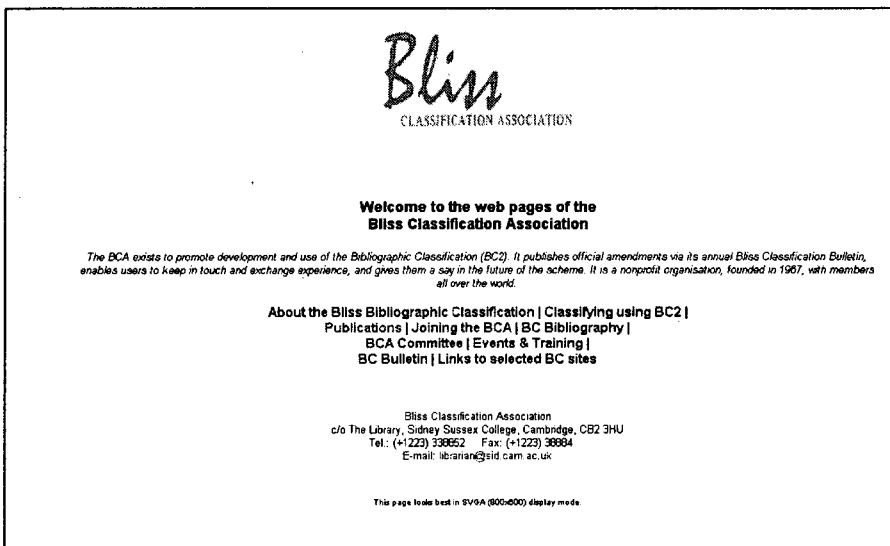 Bliss
CLASSIFICATION ASSOCIATION
Welcome to the web pages of the
Bliss Classification Association
The BCA exists to promote development and use of the Bibliographic Classification (BC2). It publishes official amendments via its annual Bliss Classification Bulletin,
enables users to keep in touch and exchange experience, and gives them a say in the future of the scheme. It is a nonprofit organisation, founded in 1967, with members
all over the world.
About the Bliss Bibliographic Classification | Classifying using BC2 |
Publications | Joining the BCA | BC Bibliography |
BCA Committee | Events & Training |
BC Bulletin | Links to selected BC sites
Bliss Classification Association
c/o The Library, Sidney Sussex College, Cambridge, CB2 3HU
Tel.: (+1223) 338852 Fax: (+1223) 38884
E-mail: librarian@sid.cam.ac.uk
This page looks best in SVGA (800x600) display mode.